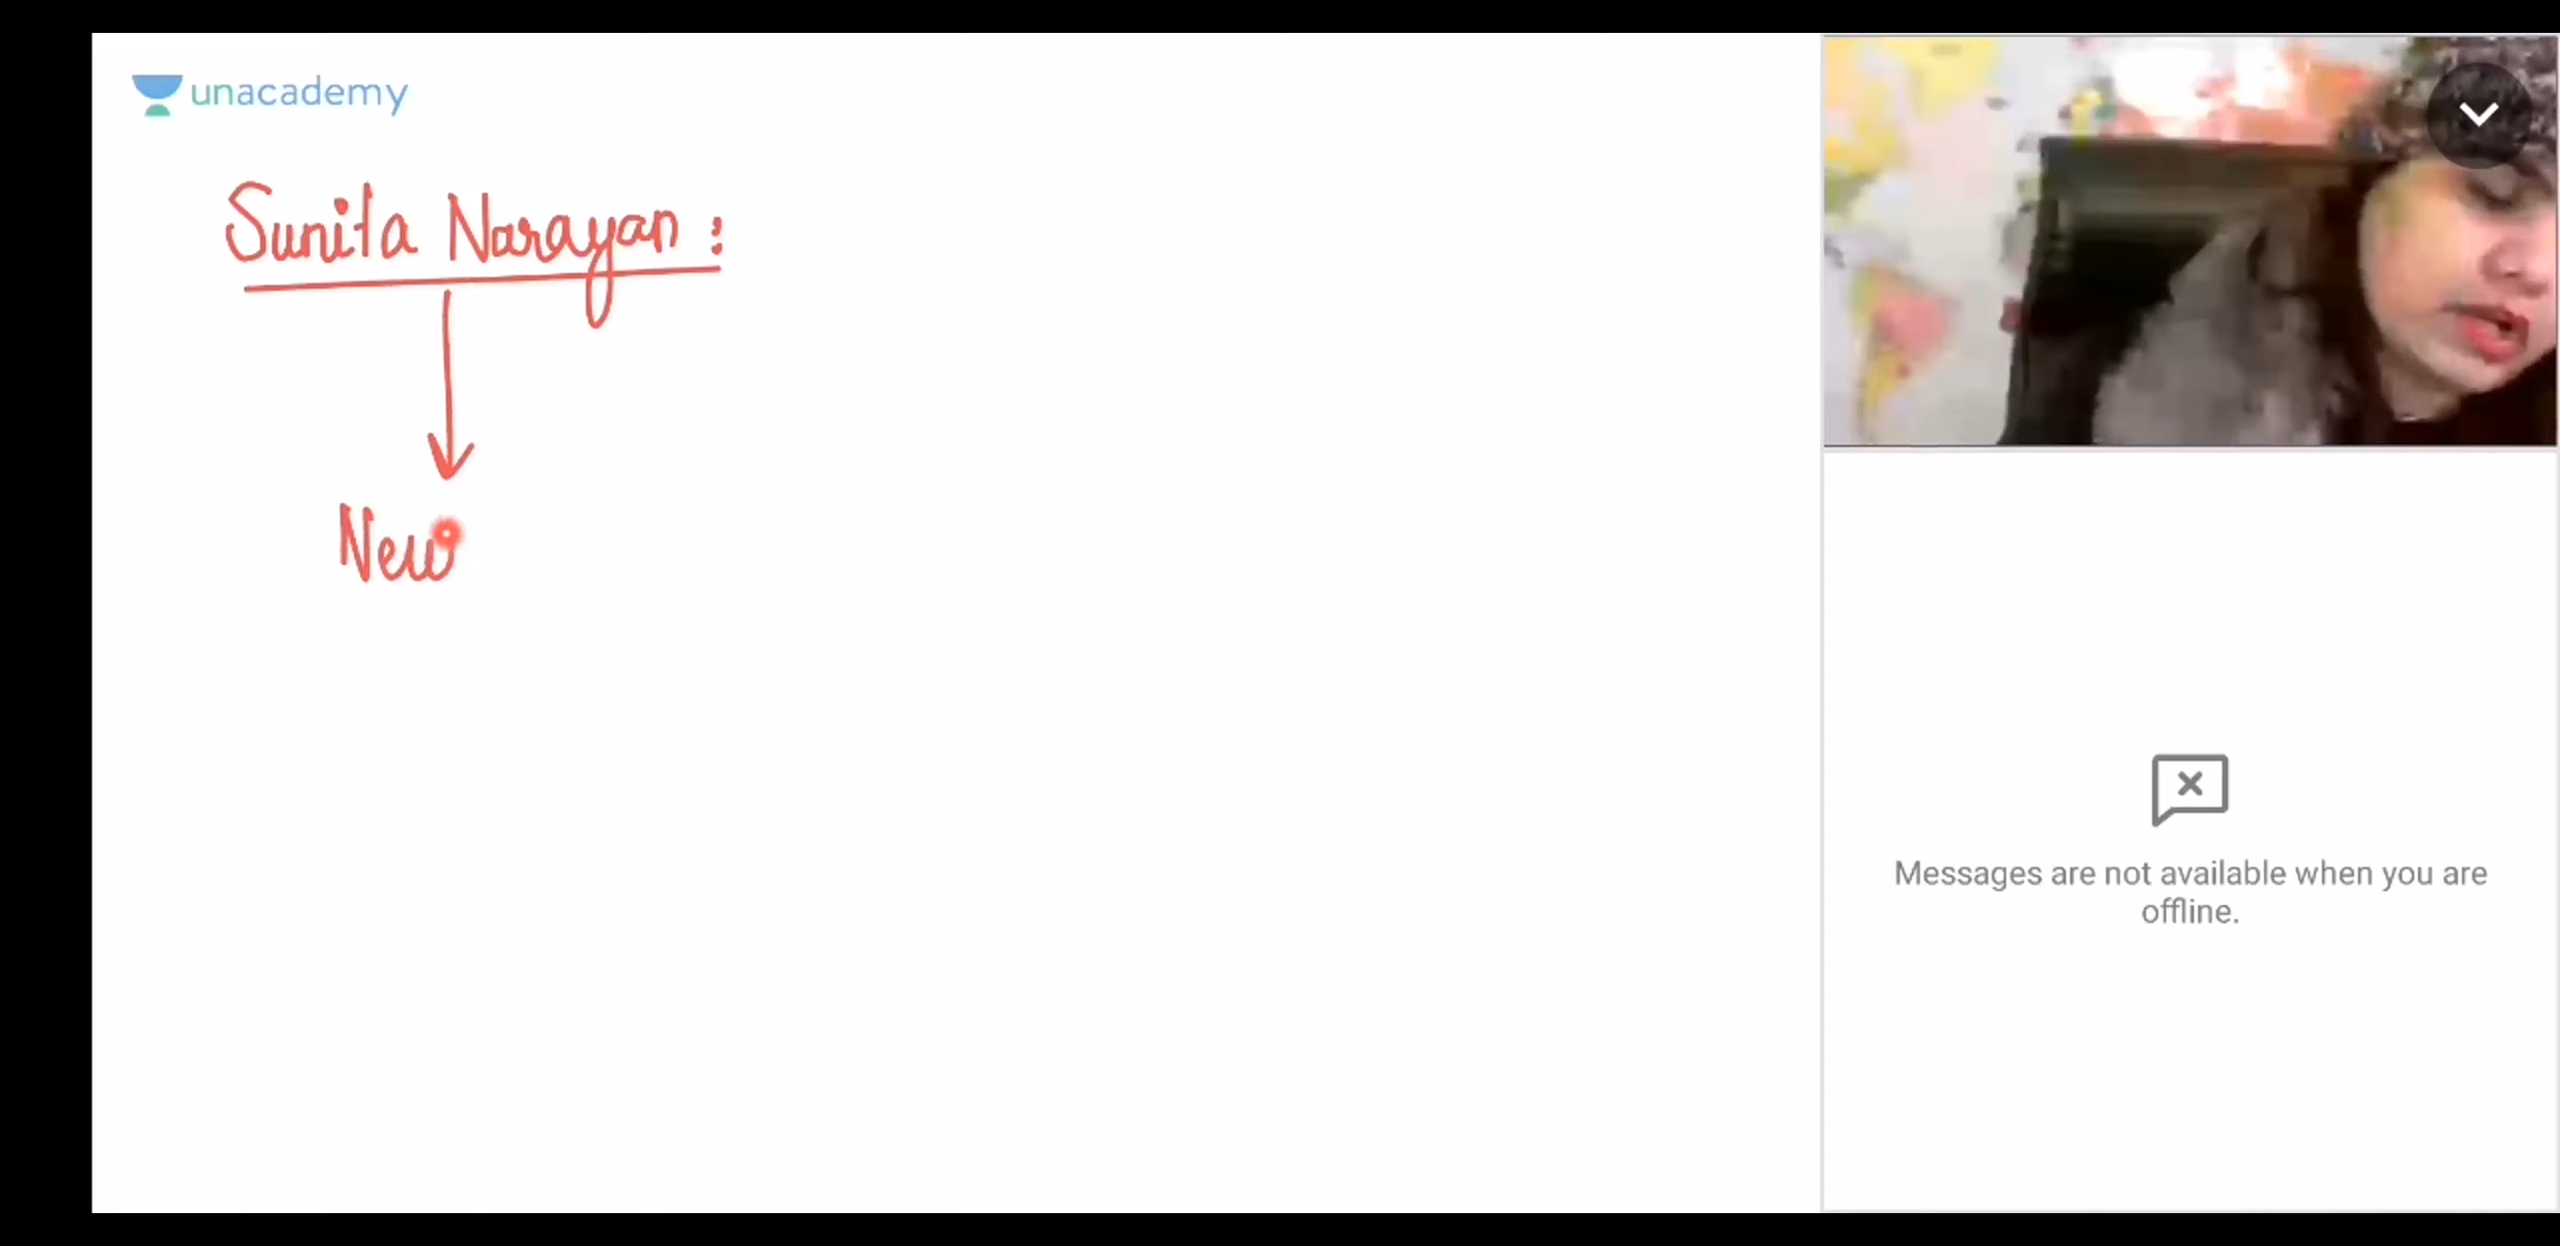 unacademy
Sunita Narayan :
New
Messages are not available when you are
offline.